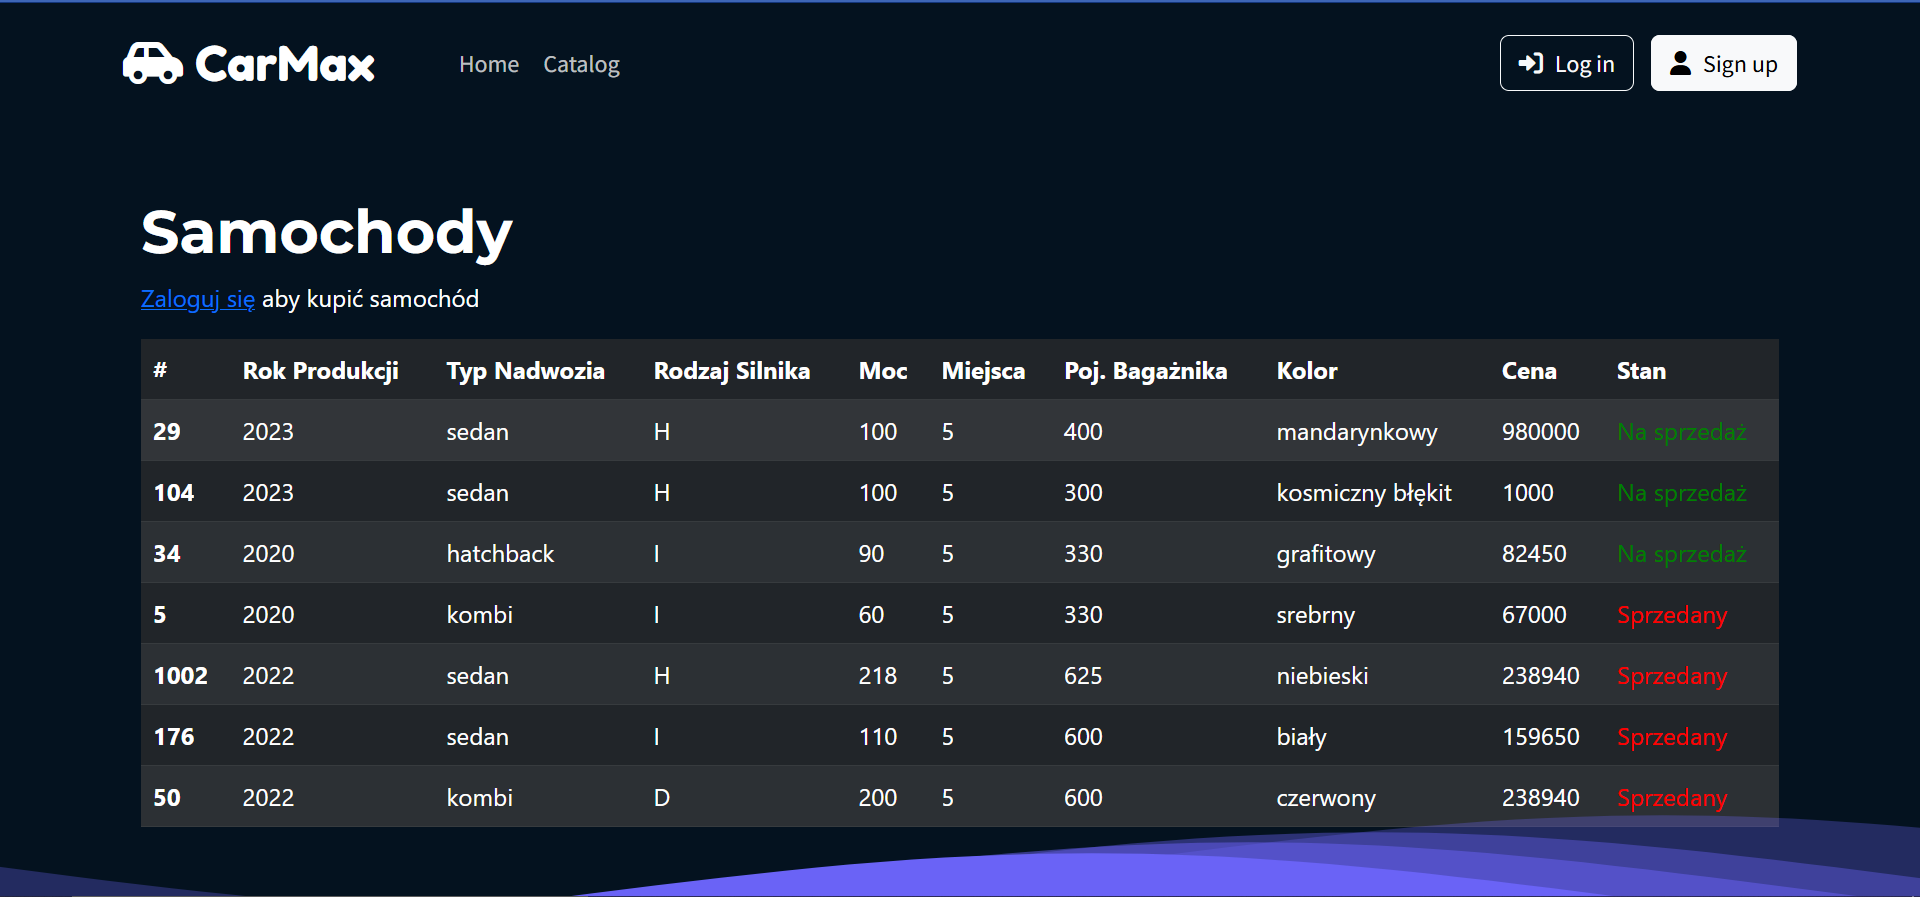 CarMax Home Catalog Log in Sign up
Samochody
Zaloguj się aby kupić samochód
# Rok Produkcji Typ Nadwozia Rodzaj Silnika Moc Miejsca Poj. Bagażnika Kolor Cena Stan
29 2023 sedan H 100 5 400 mandarynkowy 980000 Na sprzedaż
104 2023 sedan H 100 5 300 kosmiczny błękit 1000 Na sprzedaż
34 2020 hatchback I 90 5 330 grafitowy 82450 Na sprzedaż
5 2020 kombi I 60 5 330 srebrny 67000 Sprzedany
1002 2022 sedan H 218 5 625 niebieski 238940 Sprzedany
176 2022 sedan I 110 5 600 biały 159650 Sprzedany
50 2022 kombi D 200 5 600 czerwony 238940 Sprzedany